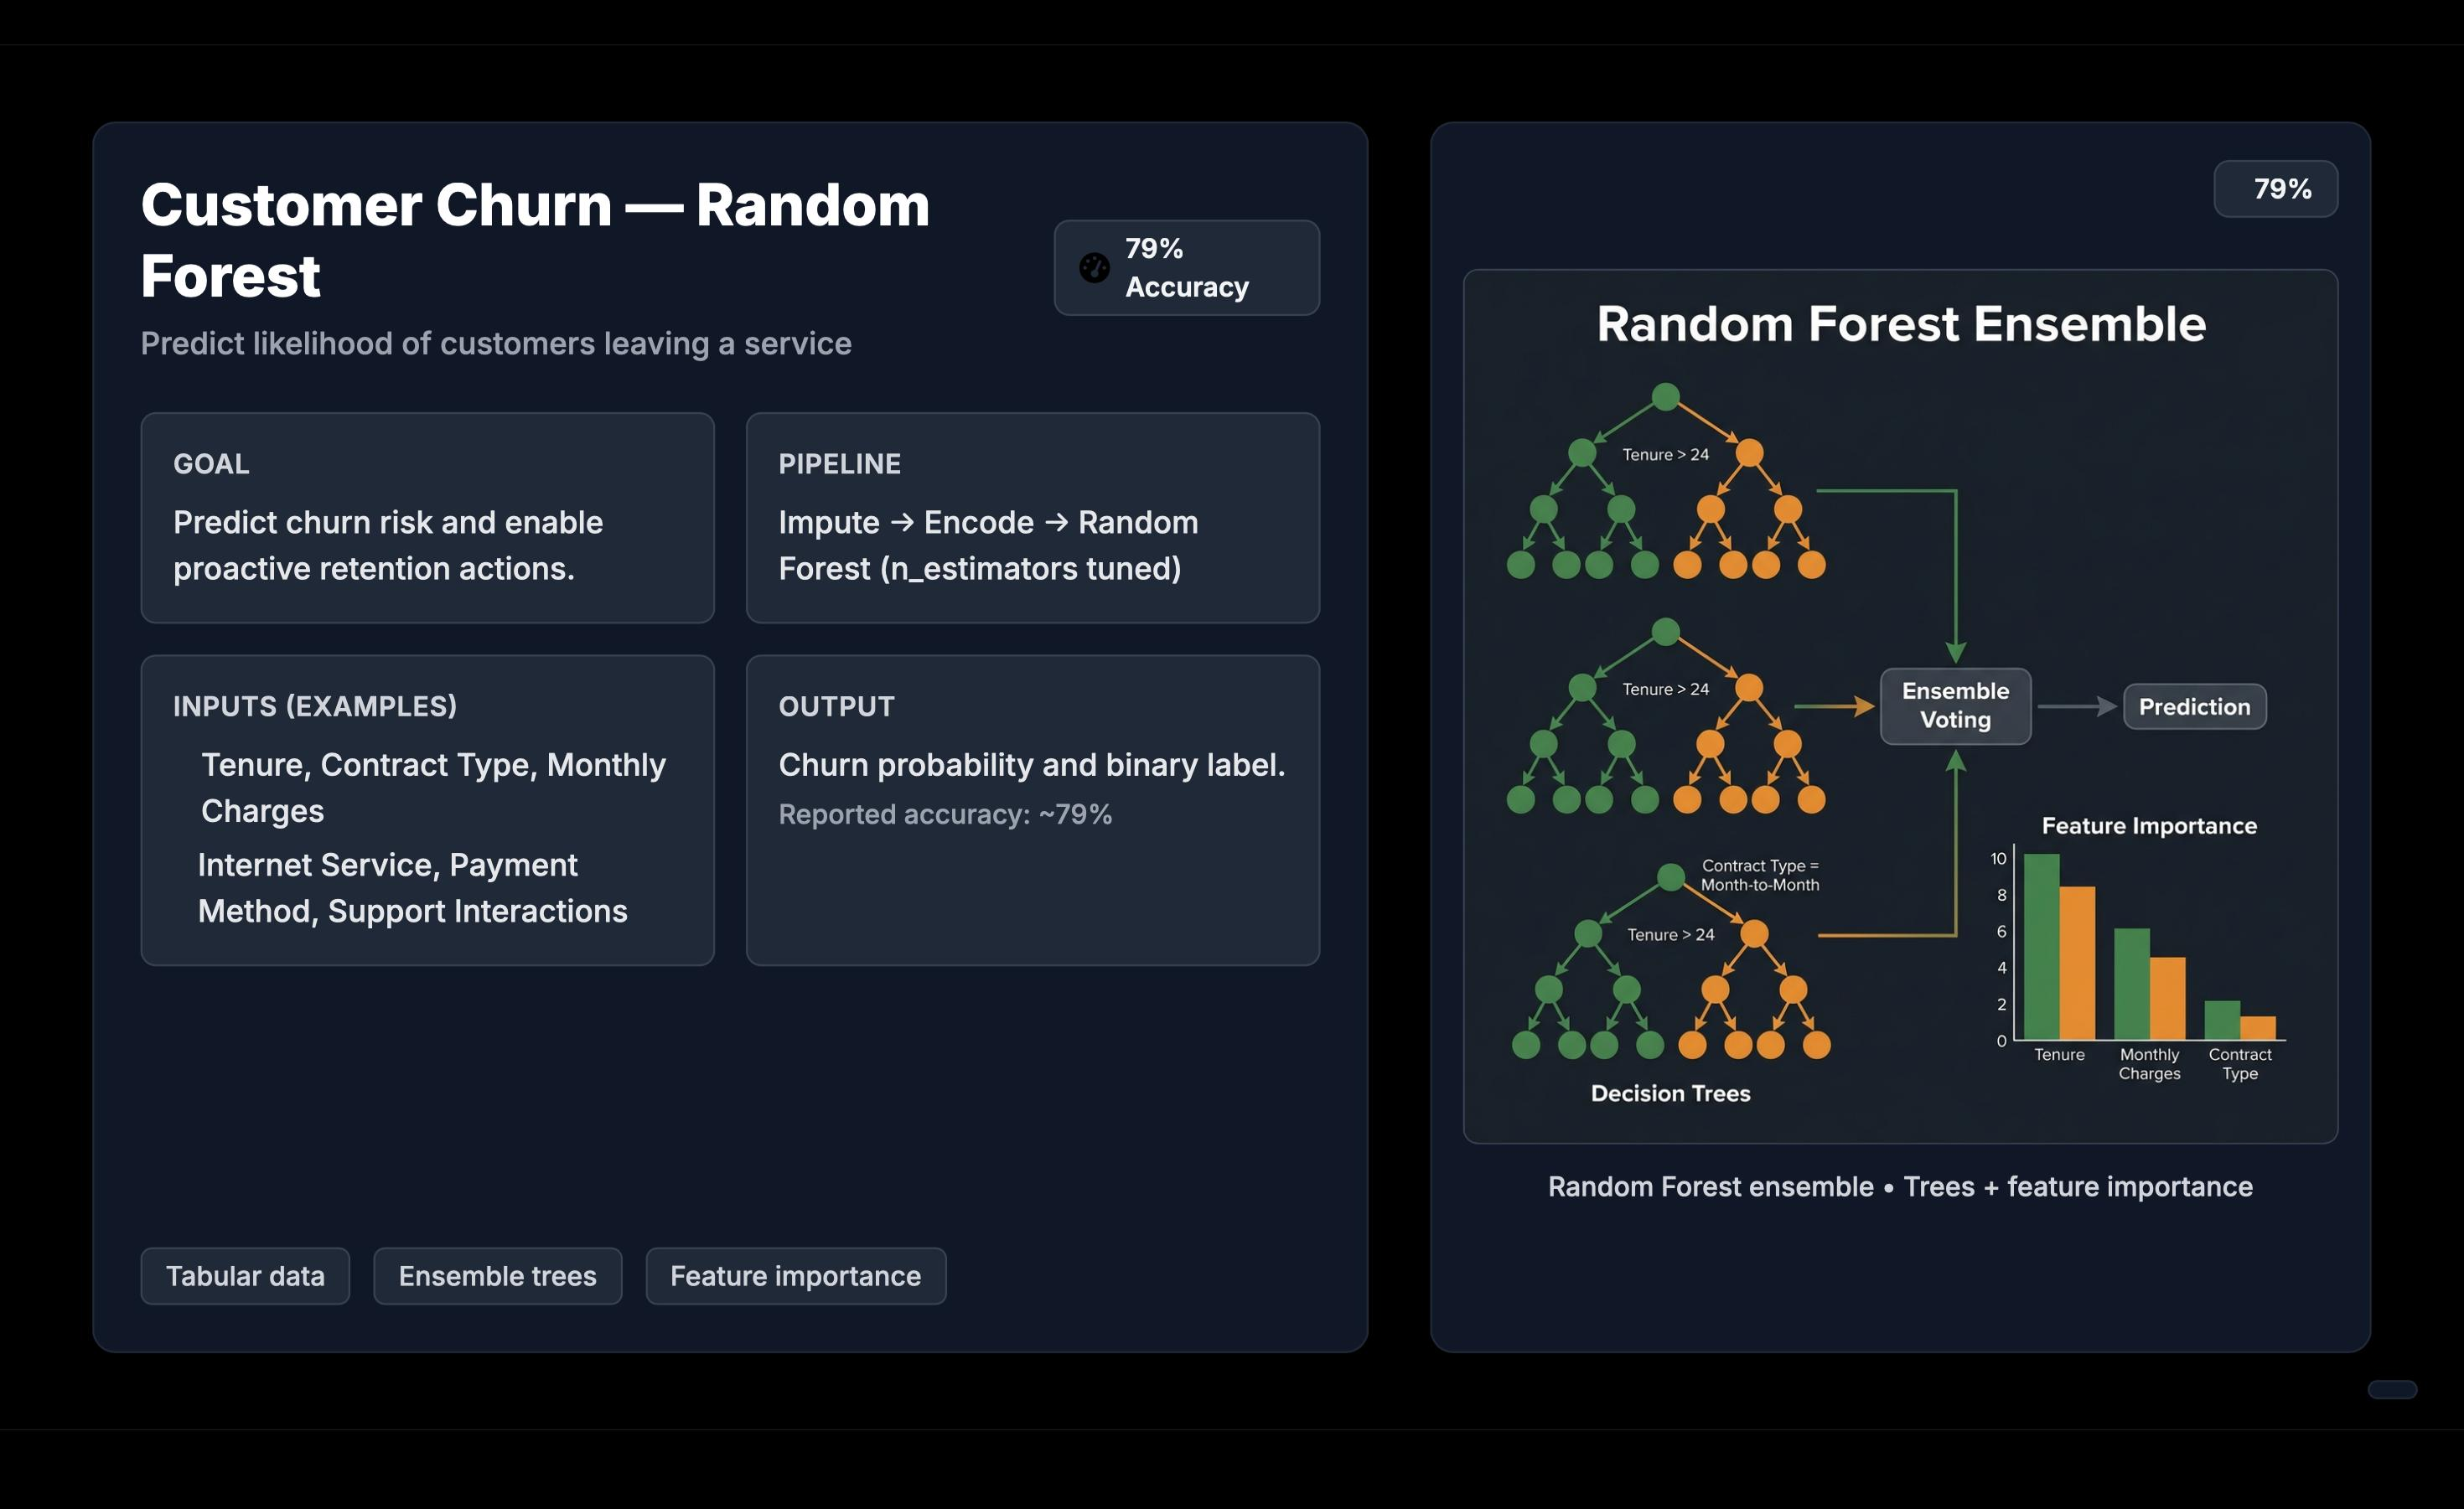 Customer Churn — Random
Forest
79%
Accuracy
Predict likelihood of customers leaving a service
GOAL
Predict churn risk and enable
proactive retention actions.
PIPELINE
Impute → Encode → Random
Forest (n_estimators tuned)
INPUTS (EXAMPLES)
Tenure, Contract Type, Monthly
Charges
Internet Service, Payment
Method, Support Interactions
OUTPUT
Churn probability and binary label.
Reported accuracy: ~79%
Tabular data
Ensemble trees
Feature importance
79%
Random Forest Ensemble
Tenure > 24
Tenure > 24
Ensemble
Voting
Prediction
Contract Type =
Month-to-Month
Tenure > 24
Decision Trees
Feature Importance
10
8
6
4
2
0
Tenure
Monthly
Charges
Contract
Type
Random Forest ensemble • Trees + feature importance